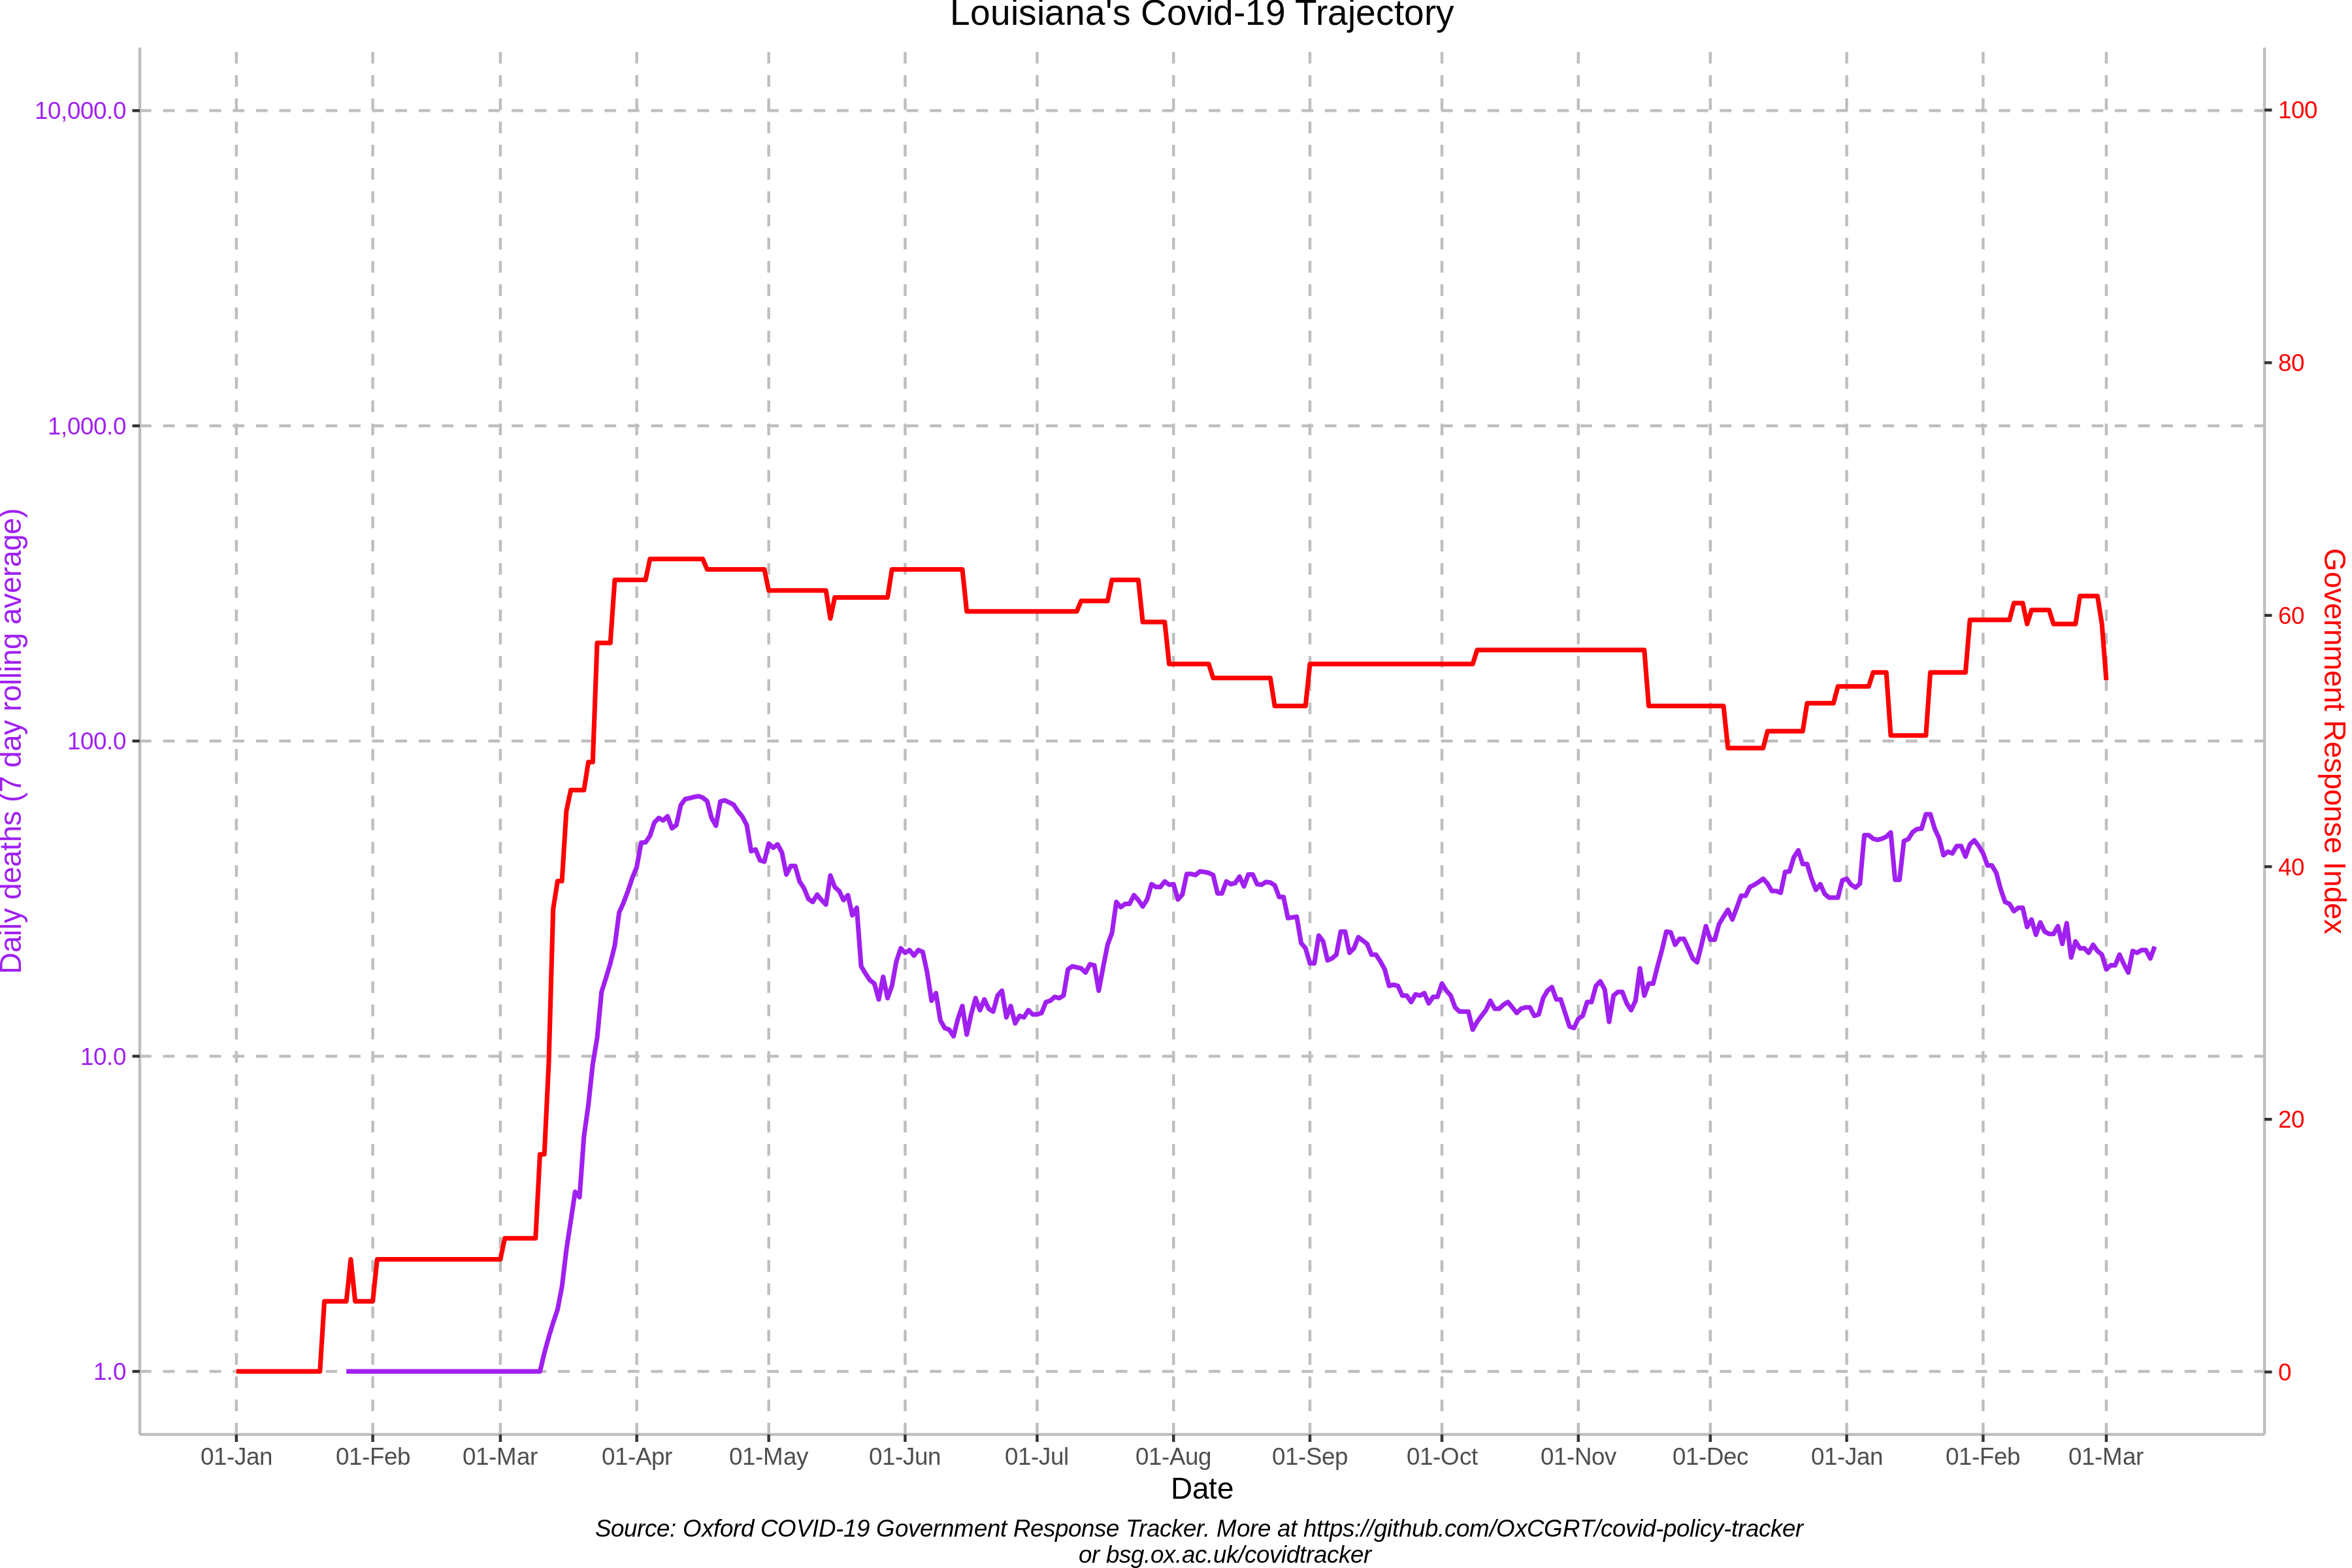 Louisiana's Covid-19 Trajectory
10,000.0
1,000.0
100.0
10.0
1.0
Daily deaths (7 day rolling average)
100
80
60
40
20
0
Government Response Index
01-Jan 01-Feb 01-Mar 01-Apr 01-May 01-Jun 01-Jul 01-Aug 01-Sep 01-Oct 01-Nov 01-Dec 01-Jan 01-Feb 01-Mar
Date
Source: Oxford COVID-19 Government Response Tracker. More at https://github.com/OxCGRT/covid-policy-tracker
or bsg.ox.ac.uk/covidtracker